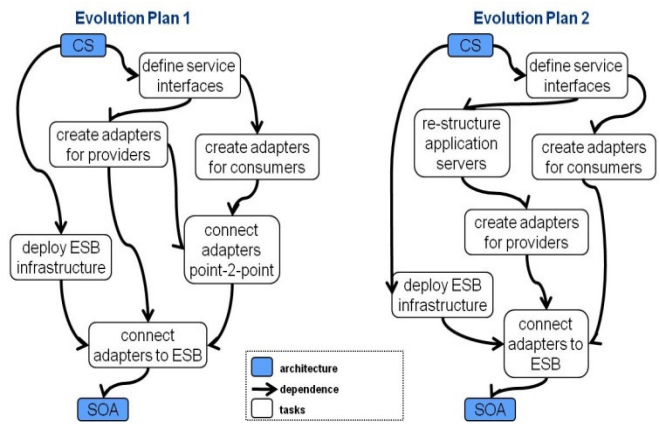 Evolution Plan 1
CS
define service
interfaces
create adapters
for providers
create adapters
for consumers
deploy ESB
infrastructure
connect
adapters
point-2-point
connect
adapters to ESB
SOA
Evolution Plan 2
CS
define service
interfaces
re-structure
application
servers
create adapters
for consumers
create adapters
for providers
deploy ESB
infrastructure
connect
adapters to
ESB
SOA
architecture
dependence
tasks